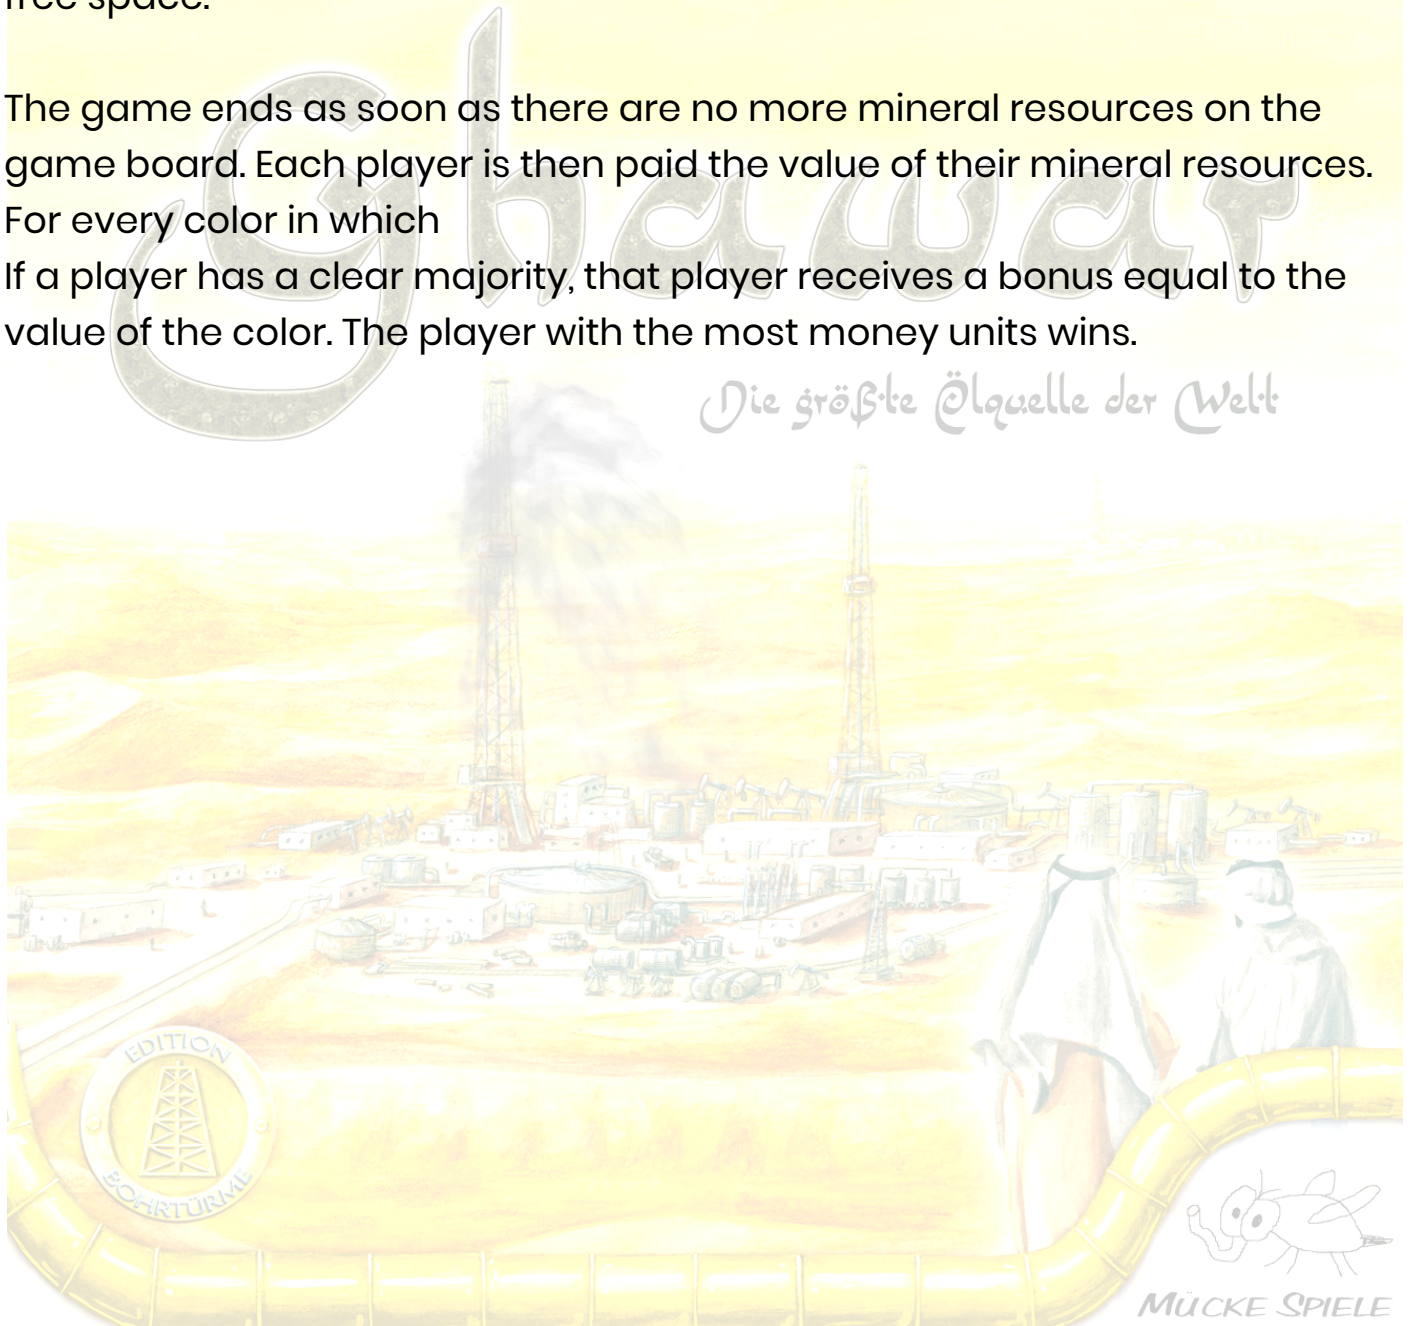 free space.
The game ends as soon as there are no more mineral resources on the
game board. Each player is then paid the value of their mineral resources.
For every color in which
If a player has a clear majority, that player receives a bonus equal to the
value of the color. The player with the most money units wins.
Ghawar
Die größte Ölquelle der Welt
EDITION
BOHRTÜRME
MÜCKE SPIELE